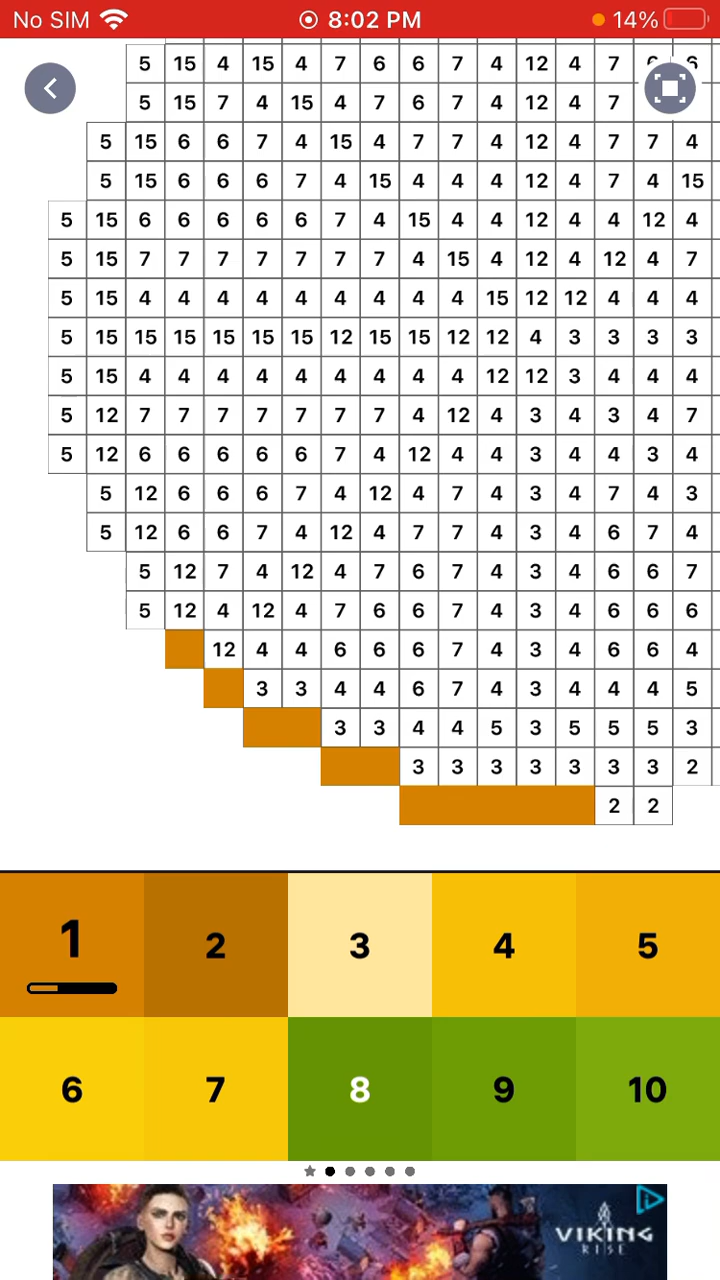 No SIM 8:02 PM 14%
5 15 4 15 4 7 6 6 7 4 12 4 7 6 6
5 15 7 4 15 4 7 6 7 4 12 4 7
5 15 6 6 7 4 15 4 7 7 4 12 4 7 7 4
5 15 6 6 6 7 4 15 4 4 4 12 4 7 4 15
5 15 6 6 6 6 6 7 4 15 4 4 12 4 4 12 4
5 15 7 7 7 7 7 7 7 4 15 4 12 4 12 4 7
5 15 4 4 4 4 4 4 4 4 4 15 12 12 4 4 4
5 15 15 15 15 15 15 12 15 15 12 12 4 3 3 3 3
5 15 4 4 4 4 4 4 4 4 4 12 12 3 4 4 4
5 12 7 7 7 7 7 7 7 4 12 4 3 4 3 4 7
5 12 6 6 6 6 6 7 4 12 4 4 3 4 4 3 4
5 12 6 6 6 7 4 12 4 7 4 3 4 7 4 3
5 12 6 6 7 4 12 4 7 7 4 3 4 6 7 4
5 12 7 4 12 4 7 6 7 4 3 4 6 6 7
5 12 4 12 4 7 6 6 7 4 3 4 6 6 6
12 4 4 6 6 6 7 4 3 4 6 6 4
3 3 4 4 6 7 4 3 4 4 4 5
3 3 4 4 5 3 5 5 5 3
3 3 3 3 3 3 3 2
2 2
1 2 3 4 5
6 7 8 9 10
VIKING
RISE